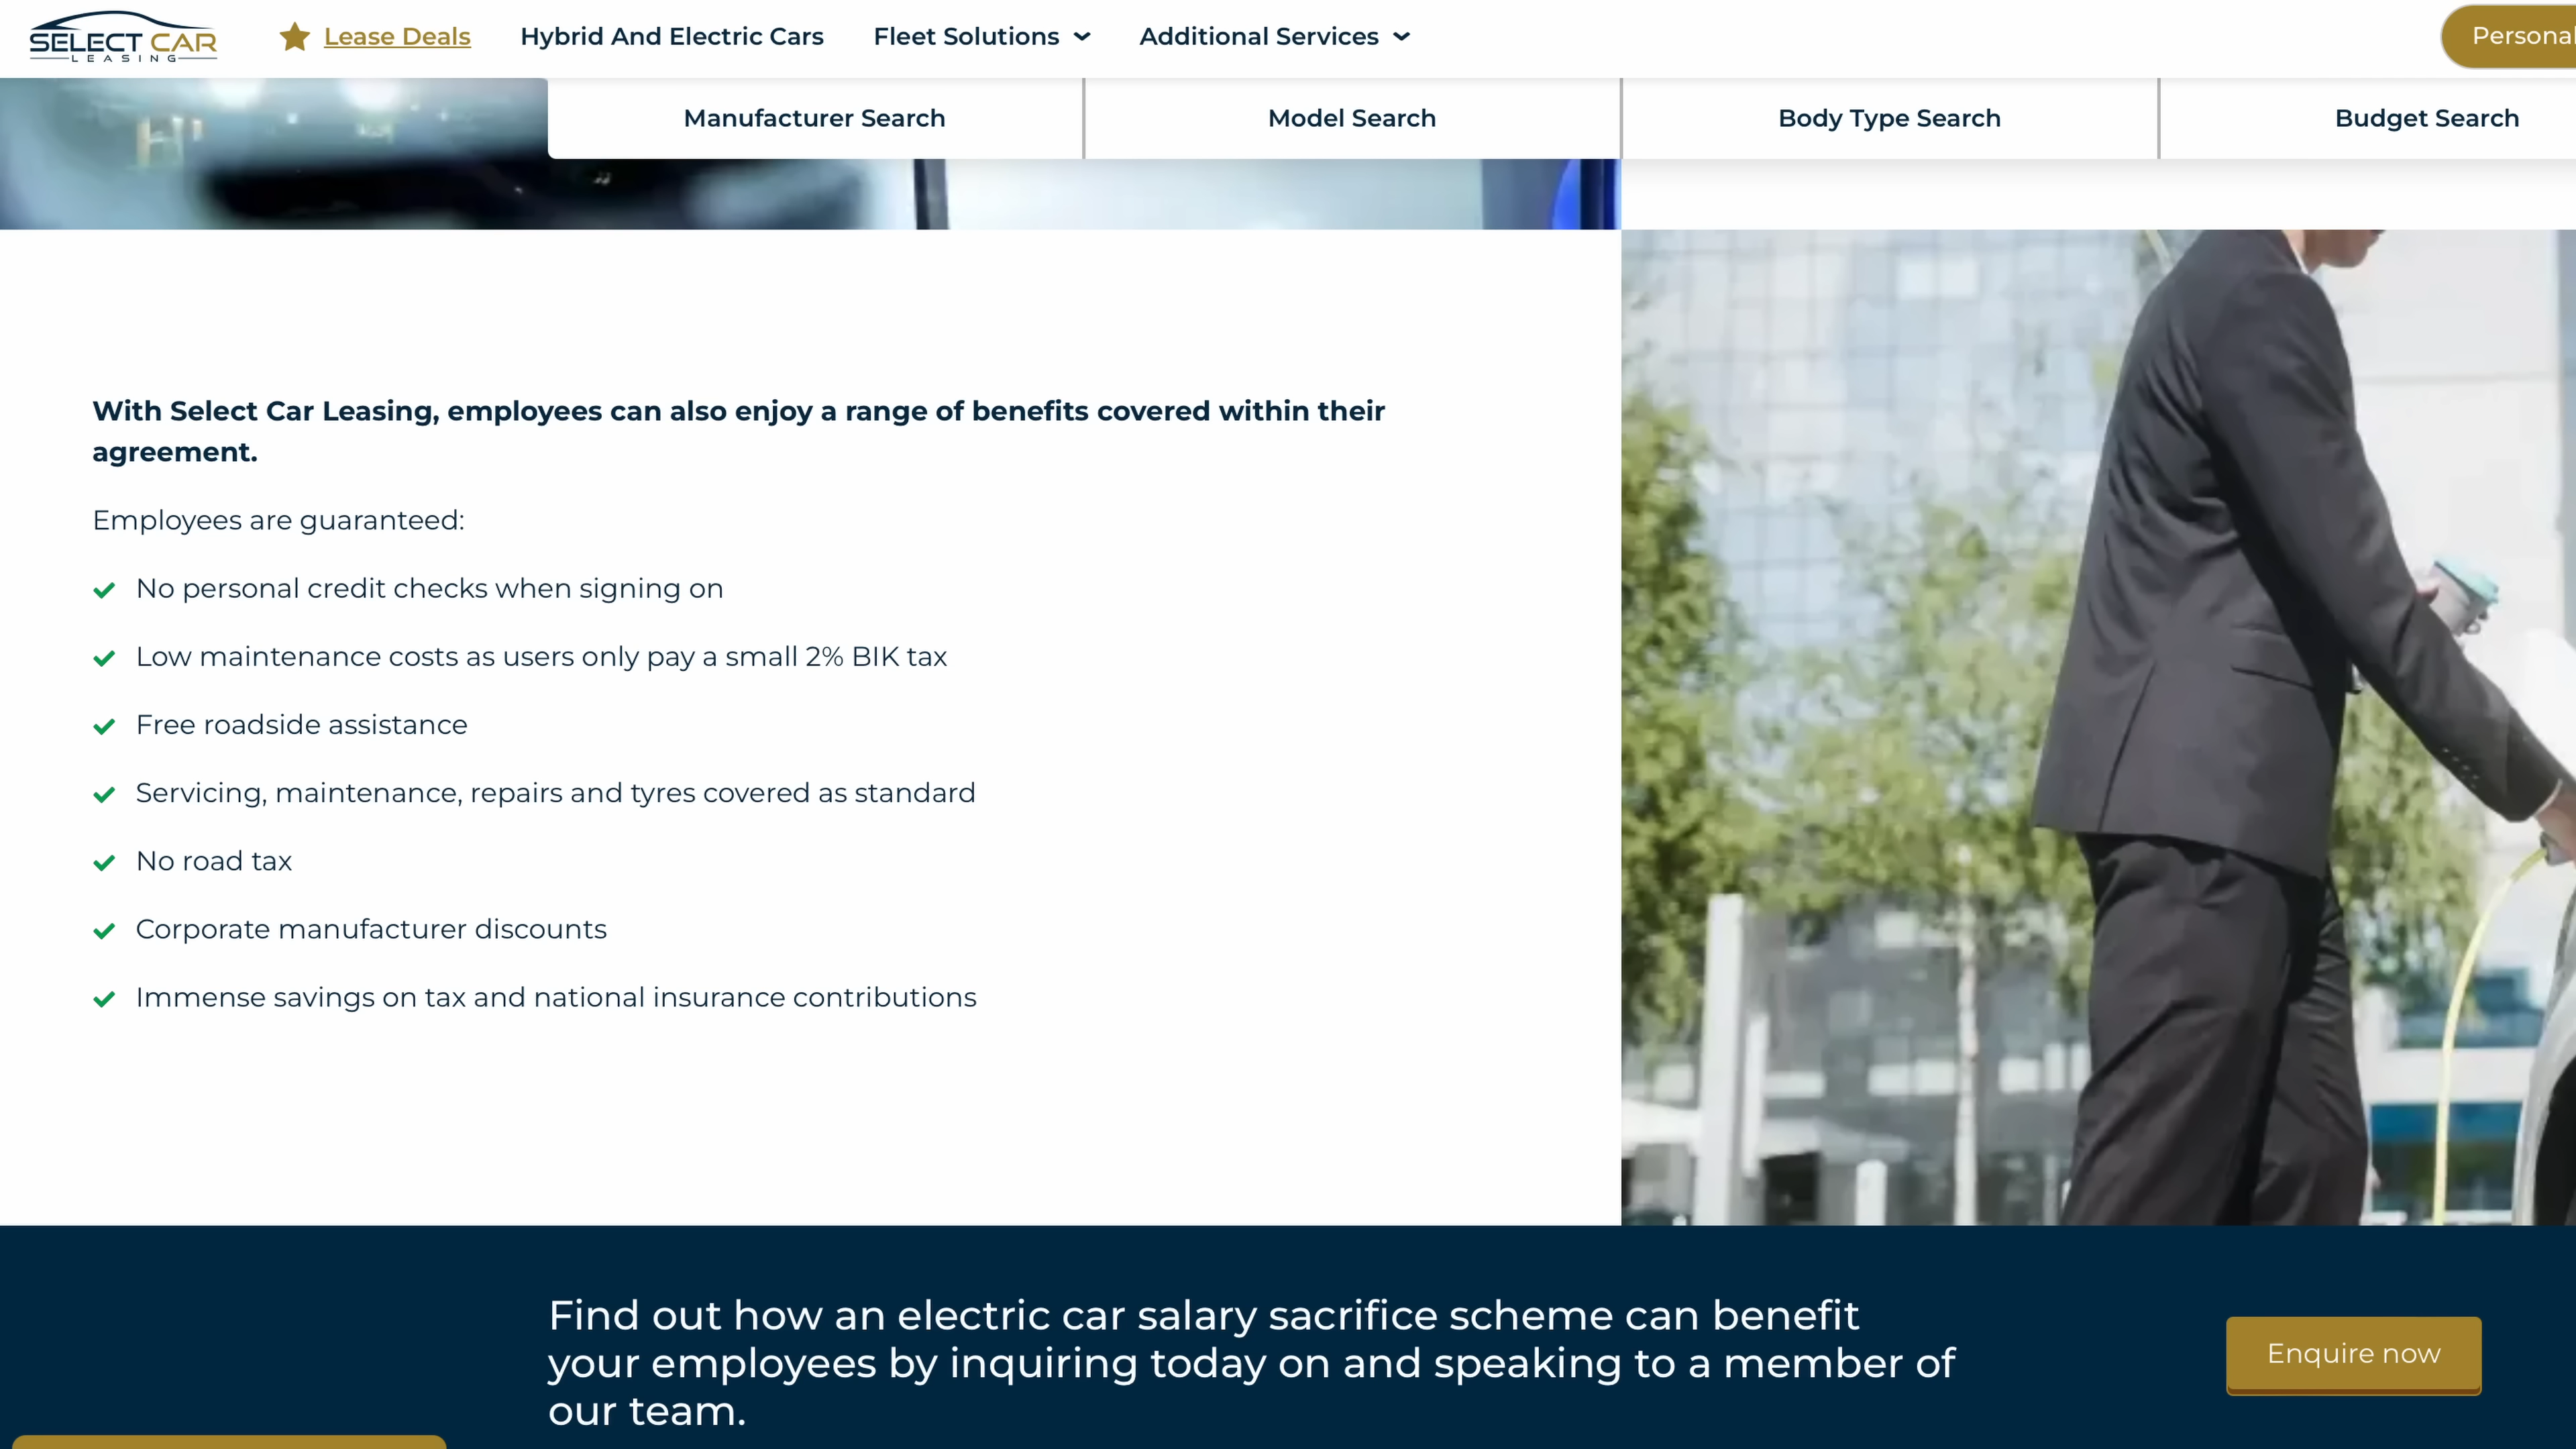 SELECT CAR
LEASING
Lease Deals
Hybrid And Electric Cars
Fleet Solutions
Additional Services
Personal
Manufacturer Search
Model Search
Body Type Search
Budget Search
With Select Car Leasing, employees can also enjoy a range of benefits covered within their
agreement.
Employees are guaranteed:
No personal credit checks when signing on
Low maintenance costs as users only pay a small 2% BIK tax
Free roadside assistance
Servicing, maintenance, repairs and tyres covered as standard
No road tax
Corporate manufacturer discounts
Immense savings on tax and national insurance contributions
Find out how an electric car salary sacrifice scheme can benefit
your employees by inquiring today on and speaking to a member of
our team.
Enquire now